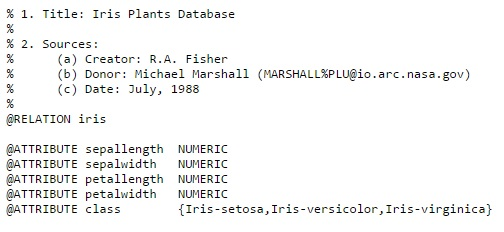 % 1. Title: Iris Plants Database
%
% 2. Sources:
%      (a) Creator: R.A. Fisher
%      (b) Donor: Michael Marshall (MARSHALL%PLU@io.arc.nasa.gov)
%      (c) Date: July, 1988
%
@RELATION iris

@ATTRIBUTE sepallength  NUMERIC
@ATTRIBUTE sepalwidth   NUMERIC
@ATTRIBUTE petallength  NUMERIC
@ATTRIBUTE petalwidth   NUMERIC
@ATTRIBUTE class        {Iris-setosa,Iris-versicolor,Iris-virginica}